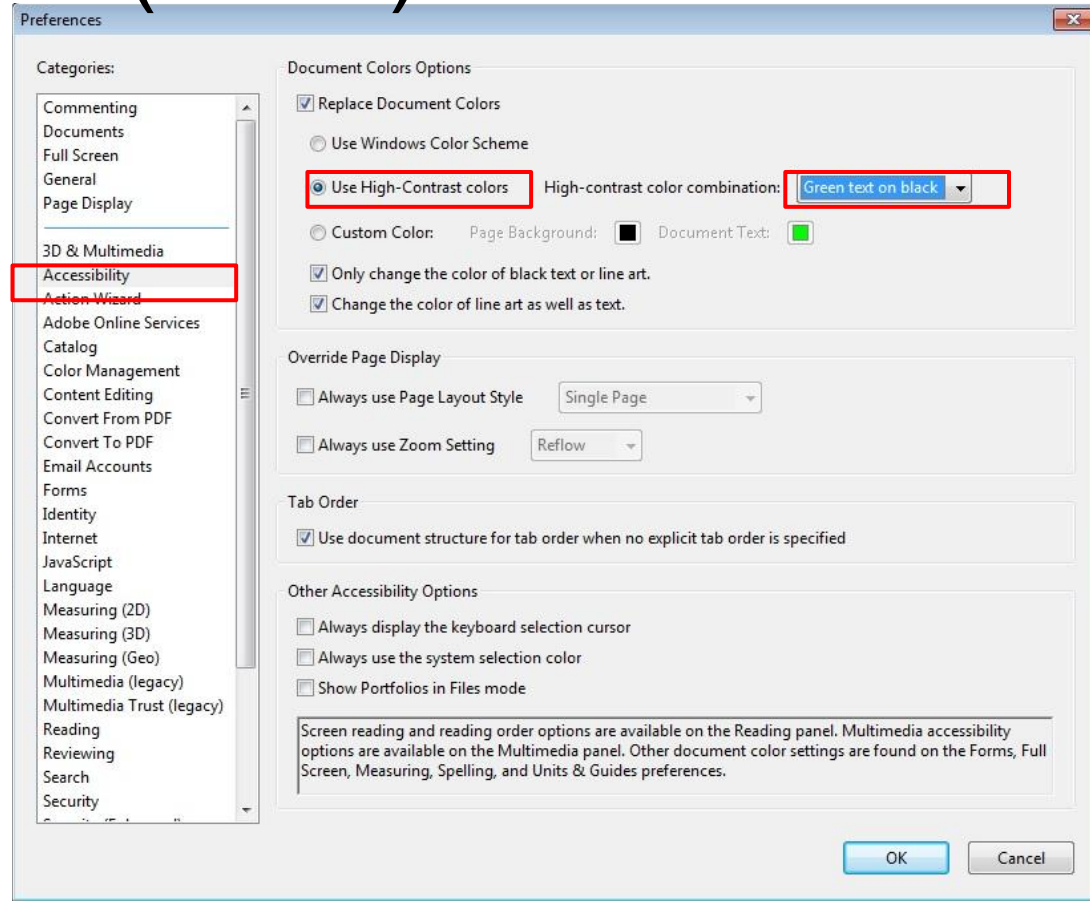 Preferences
Categories:
Commenting
Documents
Full Screen
General
Page Display
3D & Multimedia
Accessibility
Action Wizard
Adobe Online Services
Catalog
Color Management
Content Editing
Convert From PDF
Convert To PDF
Email Accounts
Forms
Identity
Internet
JavaScript
Language
Measuring (2D)
Measuring (3D)
Measuring (Geo)
Multimedia (legacy)
Multimedia Trust (legacy)
Reading
Reviewing
Search
Security
Document Colors Options
Replace Document Colors
Use Windows Color Scheme
Use High-Contrast colors High-contrast color combination: Green text on black
Custom Color: Page Background: Document Text:
Only change the color of black text or line art.
Change the color of line art as well as text.
Override Page Display
Always use Page Layout Style Single Page
Always use Zoom Setting Reflow
Tab Order
Use document structure for tab order when no explicit tab order is specified
Other Accessibility Options
Always display the keyboard selection cursor
Always use the system selection color
Show Portfolios in Files mode
Screen reading and reading order options are available on the Reading panel. Multimedia accessibility
options are available on the Multimedia panel. Other document color settings are found on the Forms, Full
Screen, Measuring, Spelling, and Units & Guides preferences.
OK Cancel